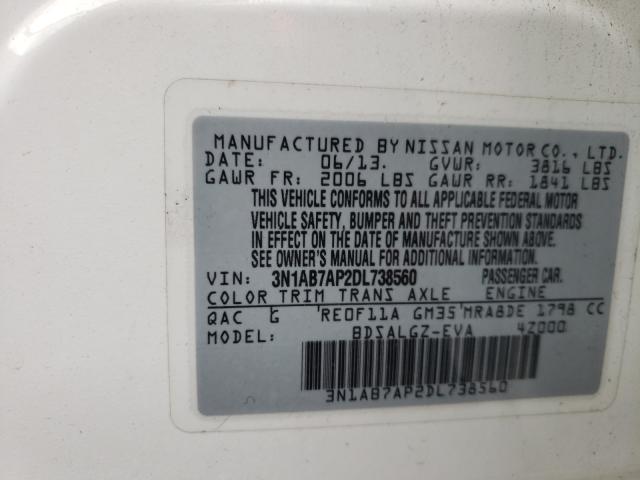 MANUFACTURED BY NISSAN MOTOR CO., LTD.
DATE: 06/13. GVWR: 3816 LBS
GAWR FR: 2006 LBS GAWR RR: 1841 LBS
THIS VEHICLE CONFORMS TO ALL APPLICABLE FEDERAL MOTOR
VEHICLE SAFETY, BUMPER AND THEFT PREVENTION STANDARDS
IN EFFECT ON THE DATE OF MANUFACTURE SHOWN ABOVE.
SEE OWNER'S MANUAL FOR ADDITIONAL INFORMATION.
VIN: 3N1AB7AP2DL738560 PASSENGER CAR.
COLOR TRIM TRANS AXLE ENGINE
QAC G 'RE0F11A GM35'MRA8DE 1798 CC
MODEL: BDSALGZ-EVA 4Z000
3N1AB7AP2DL738560